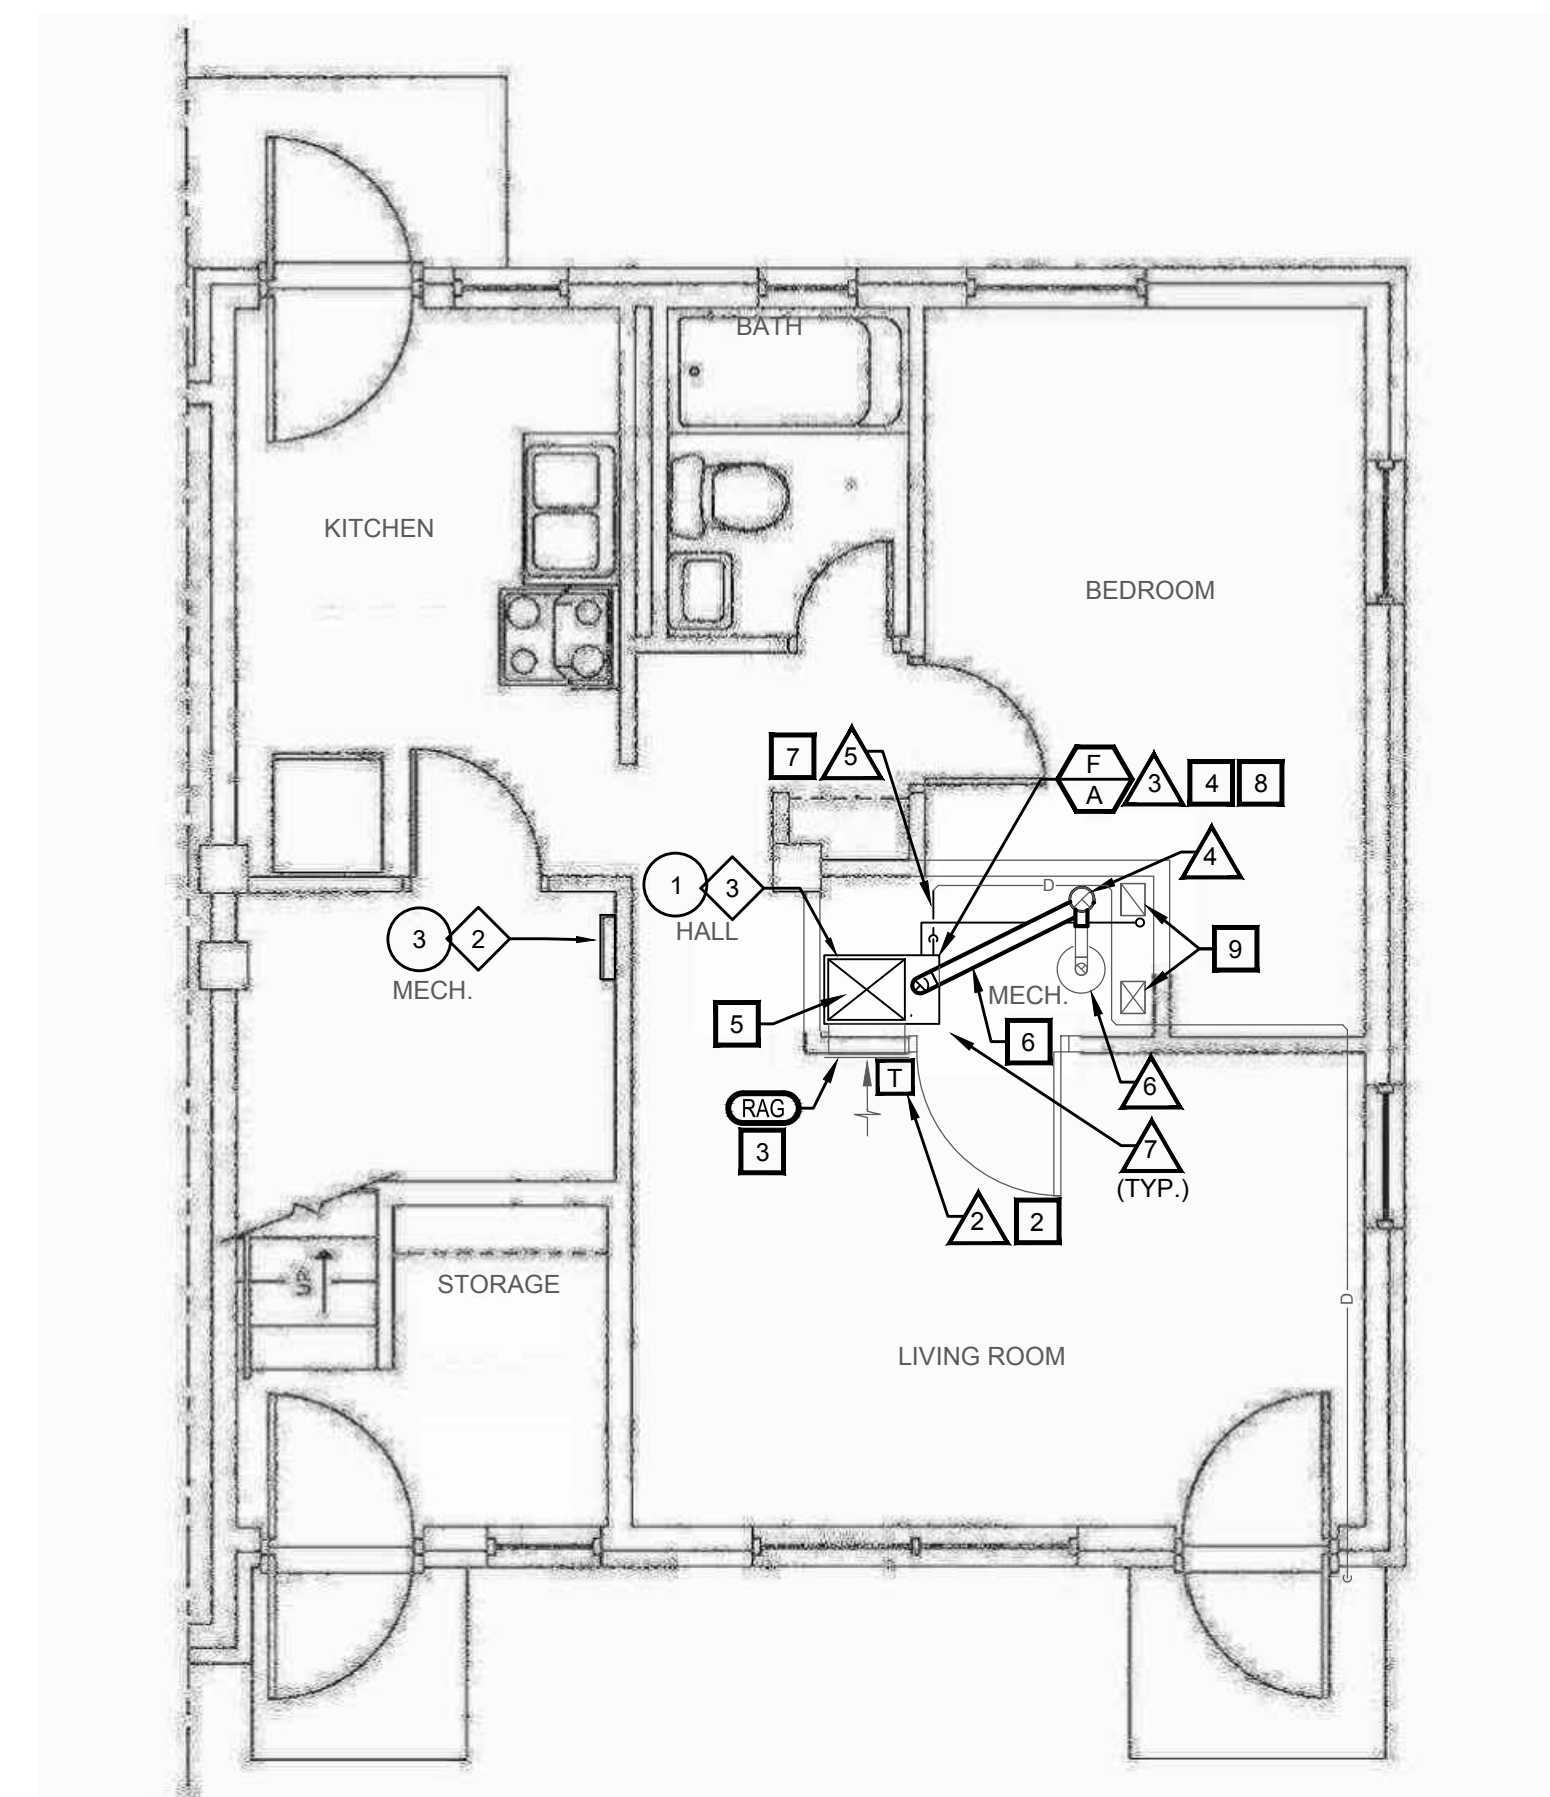 BATH
KITCHEN
BEDROOM
7 5
F
A
3 4 8
4
D
1 3
HALL
3 2
MECH.
9
MECH.
5
6
T
6
RAG
3
7
(TYP.)
2 2
UP
STORAGE
D
LIVING ROOM